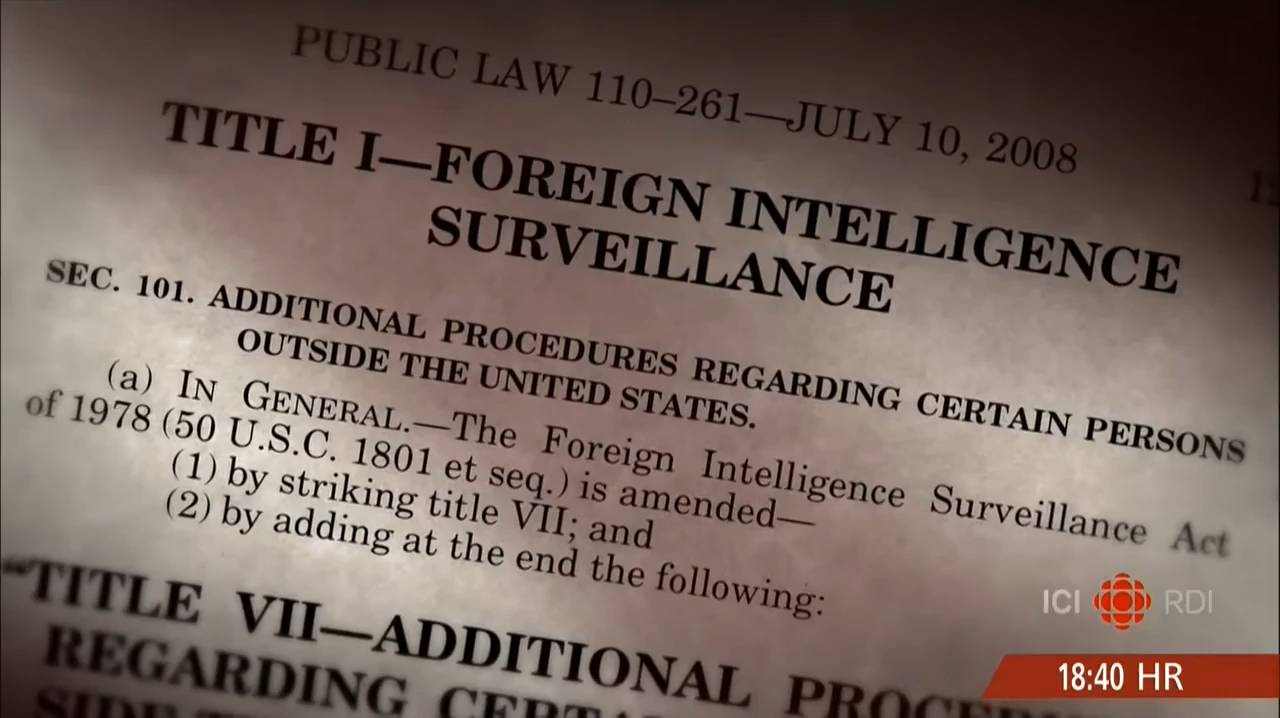 PUBLIC LAW 110–261—JULY 10, 2008
TITLE I—FOREIGN INTELLIGENCE
SURVEILLANCE
SEC. 101. ADDITIONAL PROCEDURES REGARDING CERTAIN PERSONS
OUTSIDE THE UNITED STATES.
(a) IN GENERAL.—The Foreign Intelligence Surveillance Act
of 1978 (50 U.S.C. 1801 et seq.) is amended—
(1) by striking title VII; and
(2) by adding at the end the following:
“TITLE VII—ADDITIONAL
REGARDING
ICI RDI
18:40 HR